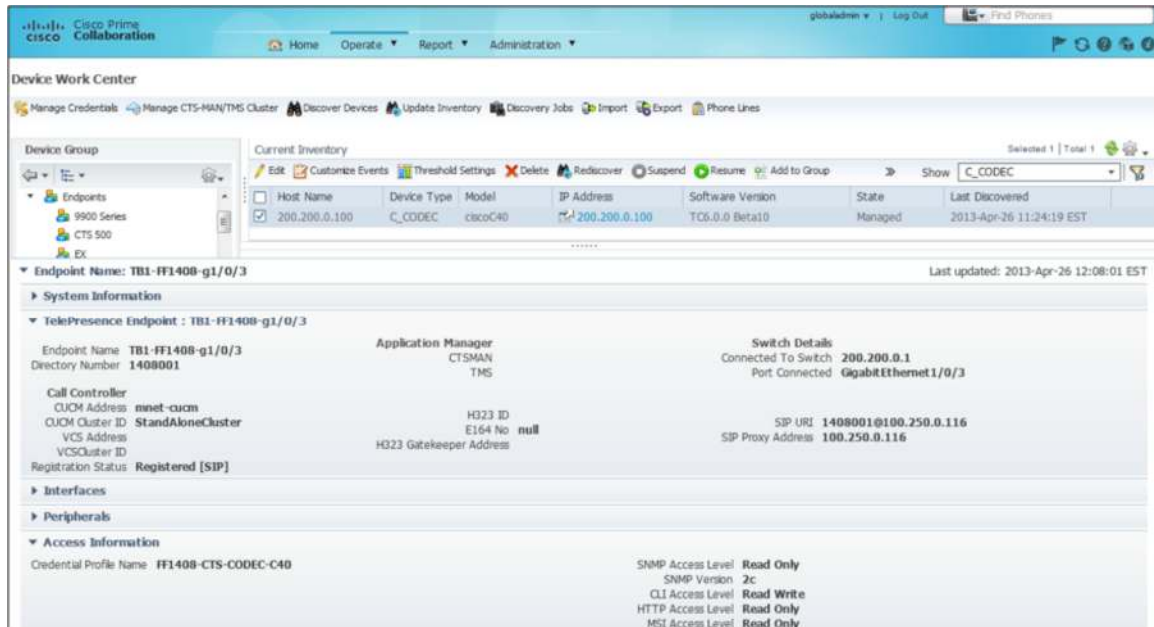 globaladmin | Log Out Find Phones
Cisco Prime
cisco Collaboration
Home Operate Report Administration
Device Work Center
Manage Credentials Manage CTS-MAN/TMS Cluster Discover Devices Update Inventory Discovery Jobs Import Export Phone Lines
Device Group
Current Inventory Selected 1 | Total 1
Edit Customize Events Threshold Settings Delete Rediscover Suspend Resume Add to Group » Show C_CODEC
Endpoints
9900 Series
CTS 500
EX
Host Name Device Type Model IP Address Software Version State Last Discovered
200.200.0.100 C_CODEC ciscoC40 200.200.0.100 TC6.0.0 Beta10 Managed 2013-Apr-26 11:24:19 EST
Endpoint Name: TB1-FF1408-g1/0/3 Last updated: 2013-Apr-26 12:08:01 EST
System Information
TelePresence Endpoint : TB1-FF1408-g1/0/3
Endpoint Name TB1-FF1408-g1/0/3
Directory Number 1408001
Application Manager
CTSMAN
TMS
Switch Details
Connected To Switch 200.200.0.1
Port Connected GigabitEthernet1/0/3
Call Controller
CUCM Address mnet-cucm
CUCM Cluster ID StandAloneCluster
VCS Address
VCSCluster ID
Registration Status Registered [SIP]
H323 ID
E164 No null
H323 Gatekeeper Address
SIP URI 1408001@100.250.0.116
SIP Proxy Address 100.250.0.116
Interfaces
Peripherals
Access Information
Credential Profile Name FF1408-CTS-CODEC-C40
SNMP Access Level Read Only
SNMP Version 2c
CLI Access Level Read Write
HTTP Access Level Read Only
MSI Access Level Read Only